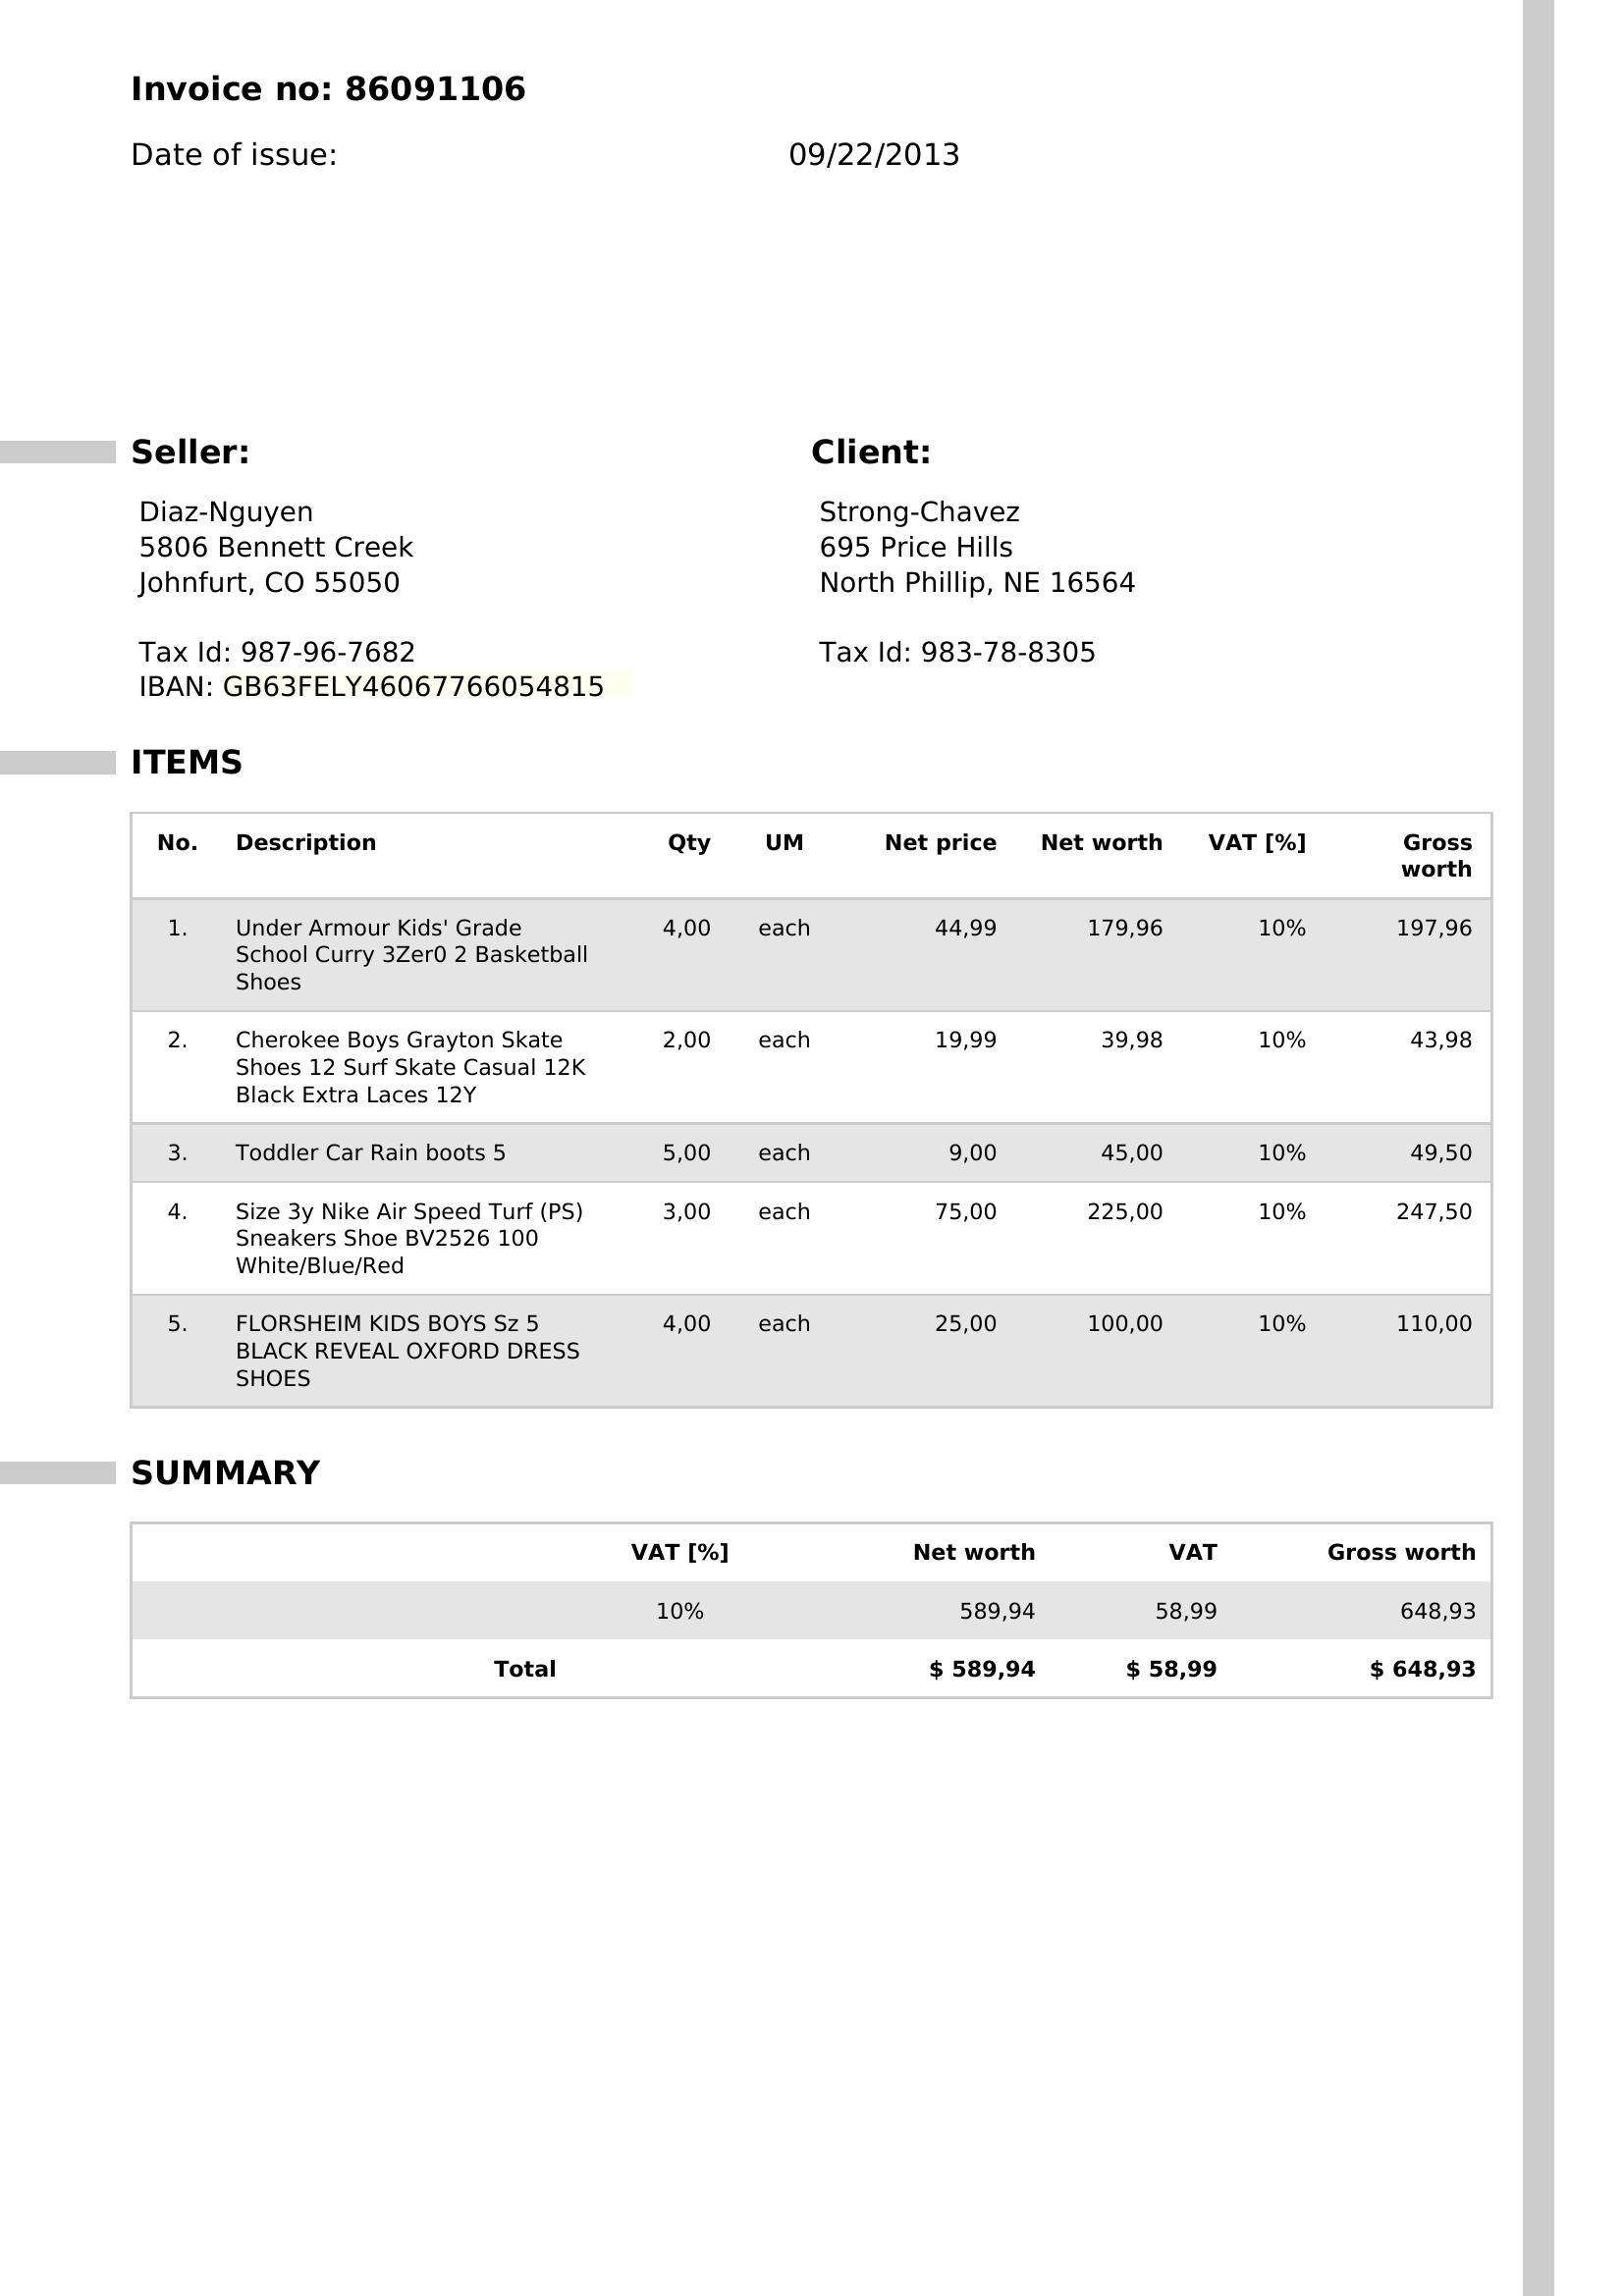 Invoice no: 86091106
Date of issue: 09/22/2013
Seller:
Diaz-Nguyen
5806 Bennett Creek
Johnfurt, CO 55050
Tax Id: 987-96-7682
IBAN: GB63FELY46067766054815
Client:
Strong-Chavez
695 Price Hills
North Phillip, NE 16564
Tax Id: 983-78-8305
ITEMS
No. Description Qty UM Net price Net worth VAT [%] Gross
worth
1. Under Armour Kids' Grade 4,00 each 44,99 179,96 10% 197,96
School Curry 3Zer0 2 Basketball
Shoes
2. Cherokee Boys Grayton Skate 2,00 each 19,99 39,98 10% 43,98
Shoes 12 Surf Skate Casual 12K
Black Extra Laces 12Y
3. Toddler Car Rain boots 5 5,00 each 9,00 45,00 10% 49,50
4. Size 3y Nike Air Speed Turf (PS) 3,00 each 75,00 225,00 10% 247,50
Sneakers Shoe BV2526 100
White/Blue/Red
5. FLORSHEIM KIDS BOYS Sz 5 4,00 each 25,00 100,00 10% 110,00
BLACK REVEAL OXFORD DRESS
SHOES
SUMMARY
VAT [%] Net worth VAT Gross worth
10% 589,94 58,99 648,93
Total $ 589,94 $ 58,99 $ 648,93